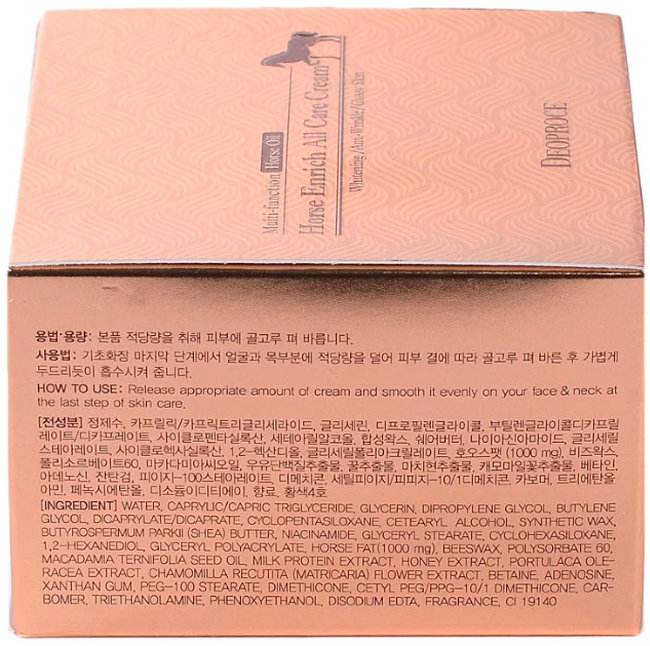 Multi-function Horse Oil
Horse Enrich All Care Cream
Whitening/Anti-Wrinkle/Glossy Skin
DEOPROCE
용법·용량: 본품 적당량을 취해 피부에 골고루 펴 바릅니다.
사용법: 기초화장 마지막 단계에서 얼굴과 목부분에 적당량을 덜어 피부 결에 따라 골고루 펴 바른 후 가볍게
두드리듯이 흡수시켜 줍니다.
HOW TO USE: Release appropriate amount of cream and smooth it evenly on your face & neck at
the last step of skin care.
[전성분] 정제수, 카프릴릭/카프릭트리글리세라이드, 글리세린, 디프로필렌글라이콜, 부틸렌글라이콜디카프릴
레이트/디카프레이트, 사이클로펜타실록산, 세테아릴알코올, 합성왁스, 쉐어버터, 나이아신아마이드, 글리세릴
스테아레이트, 사이클로헥사실록산, 1,2-헥산디올, 글리세릴폴리아크릴레이트, 호오스팻 (1000 mg), 비즈왁스,
폴리소르베이트60, 마카다미아씨오일, 우유단백질추출물, 꿀추출물, 마치현추출물, 캐모마일꽃추출물, 베타인,
아데노신, 잔탄검, 피이지-100스테아레이트, 디메치콘, 세틸피이지/피피지-10/1디메치콘, 카보머, 트리에탄올
아민, 페녹시에탄올, 디소듐이디티에이, 향료, 황색4호
[INGREDIENT] WATER, CAPRYLIC/CAPRIC TRIGLYCERIDE, GLYCERIN, DIPROPYLENE GLYCOL, BUTYLENE
GLYCOL, DICAPRYLATE/DICAPRATE, CYCLOPENTASILOXANE, CETEARYL ALCOHOL, SYNTHETIC WAX,
BUTYROSPERMUM PARKII (SHEA) BUTTER, NIACINAMIDE, GLYCERYL STEARATE, CYCLOHEXASILOXANE,
1,2-HEXANEDIOL, GLYCERYL POLYACRYLATE, HORSE FAT(1000 mg), BEESWAX, POLYSORBATE 60,
MACADAMIA TERNIFOLIA SEED OIL, MILK PROTEIN EXTRACT, HONEY EXTRACT, PORTULACA OLE-
RACEA EXTRACT, CHAMOMILLA RECUTITA (MATRICARIA) FLOWER EXTRACT, BETAINE, ADENOSINE,
XANTHAN GUM, PEG-100 STEARATE, DIMETHICONE, CETYL PEG/PPG-10/1 DIMETHICONE, CAR-
BOMER, TRIETHANOLAMINE, PHENOXYETHANOL, DISODIUM EDTA, FRAGRANCE, CI 19140